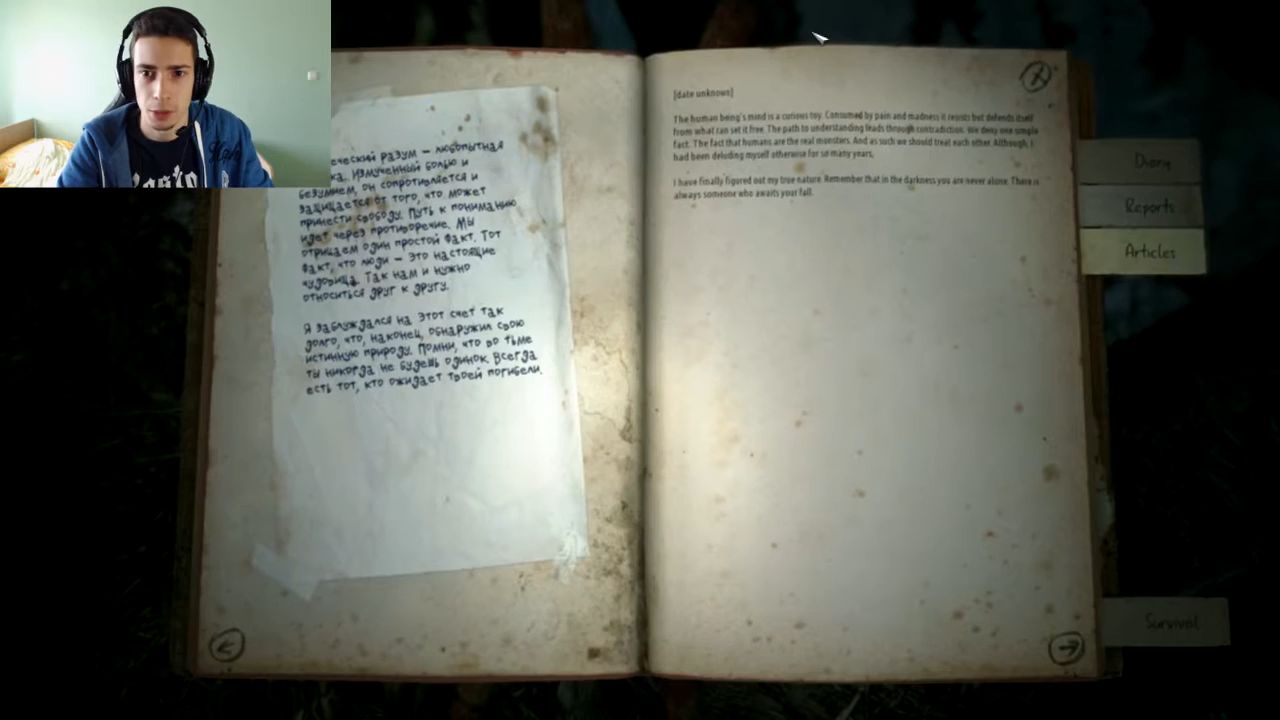 еческий разум – любопытная
ка. Измученный болью и
безумием, он сопротивляется и
защищается от того, что может
принести свободу. Путь к пониманию
идет через противоречие. Мы
отрицаем один простой факт. Тот
факт, что люди – это настоящие
чудовища. Так нам и нужно
относиться друг к другу.
Я заблуждался на этот счет так
долго, что, наконец, обнаружил свою
истинную природу. Помни, что во тьме
ты никогда не будешь одинок. Всегда
есть тот, кто ожидает твоей погибели.
[date unknown]
The human being's mind is a curious toy. Consumed by pain and madness it resists but defends itself
from what can set it free. The path to understanding leads through contradiction. We deny one simple
fact. The fact that humans are the real monsters. And as such we should treat each other. Although, I
had been deluding myself otherwise for so many years,
I have finally figured out my true nature. Remember that in the darkness you are never alone. There is
always someone who awaits your fall.
Diary
Reports
Articles
Survival